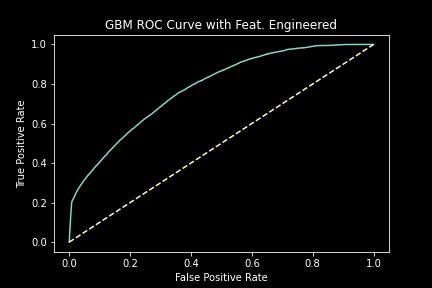 GBM ROC Curve with Feat. Engineered
1.0
0.8
0.6
0.4
0.2
0.0
True Positive Rate
0.0 0.2 0.4 0.6 0.8 1.0
False Positive Rate